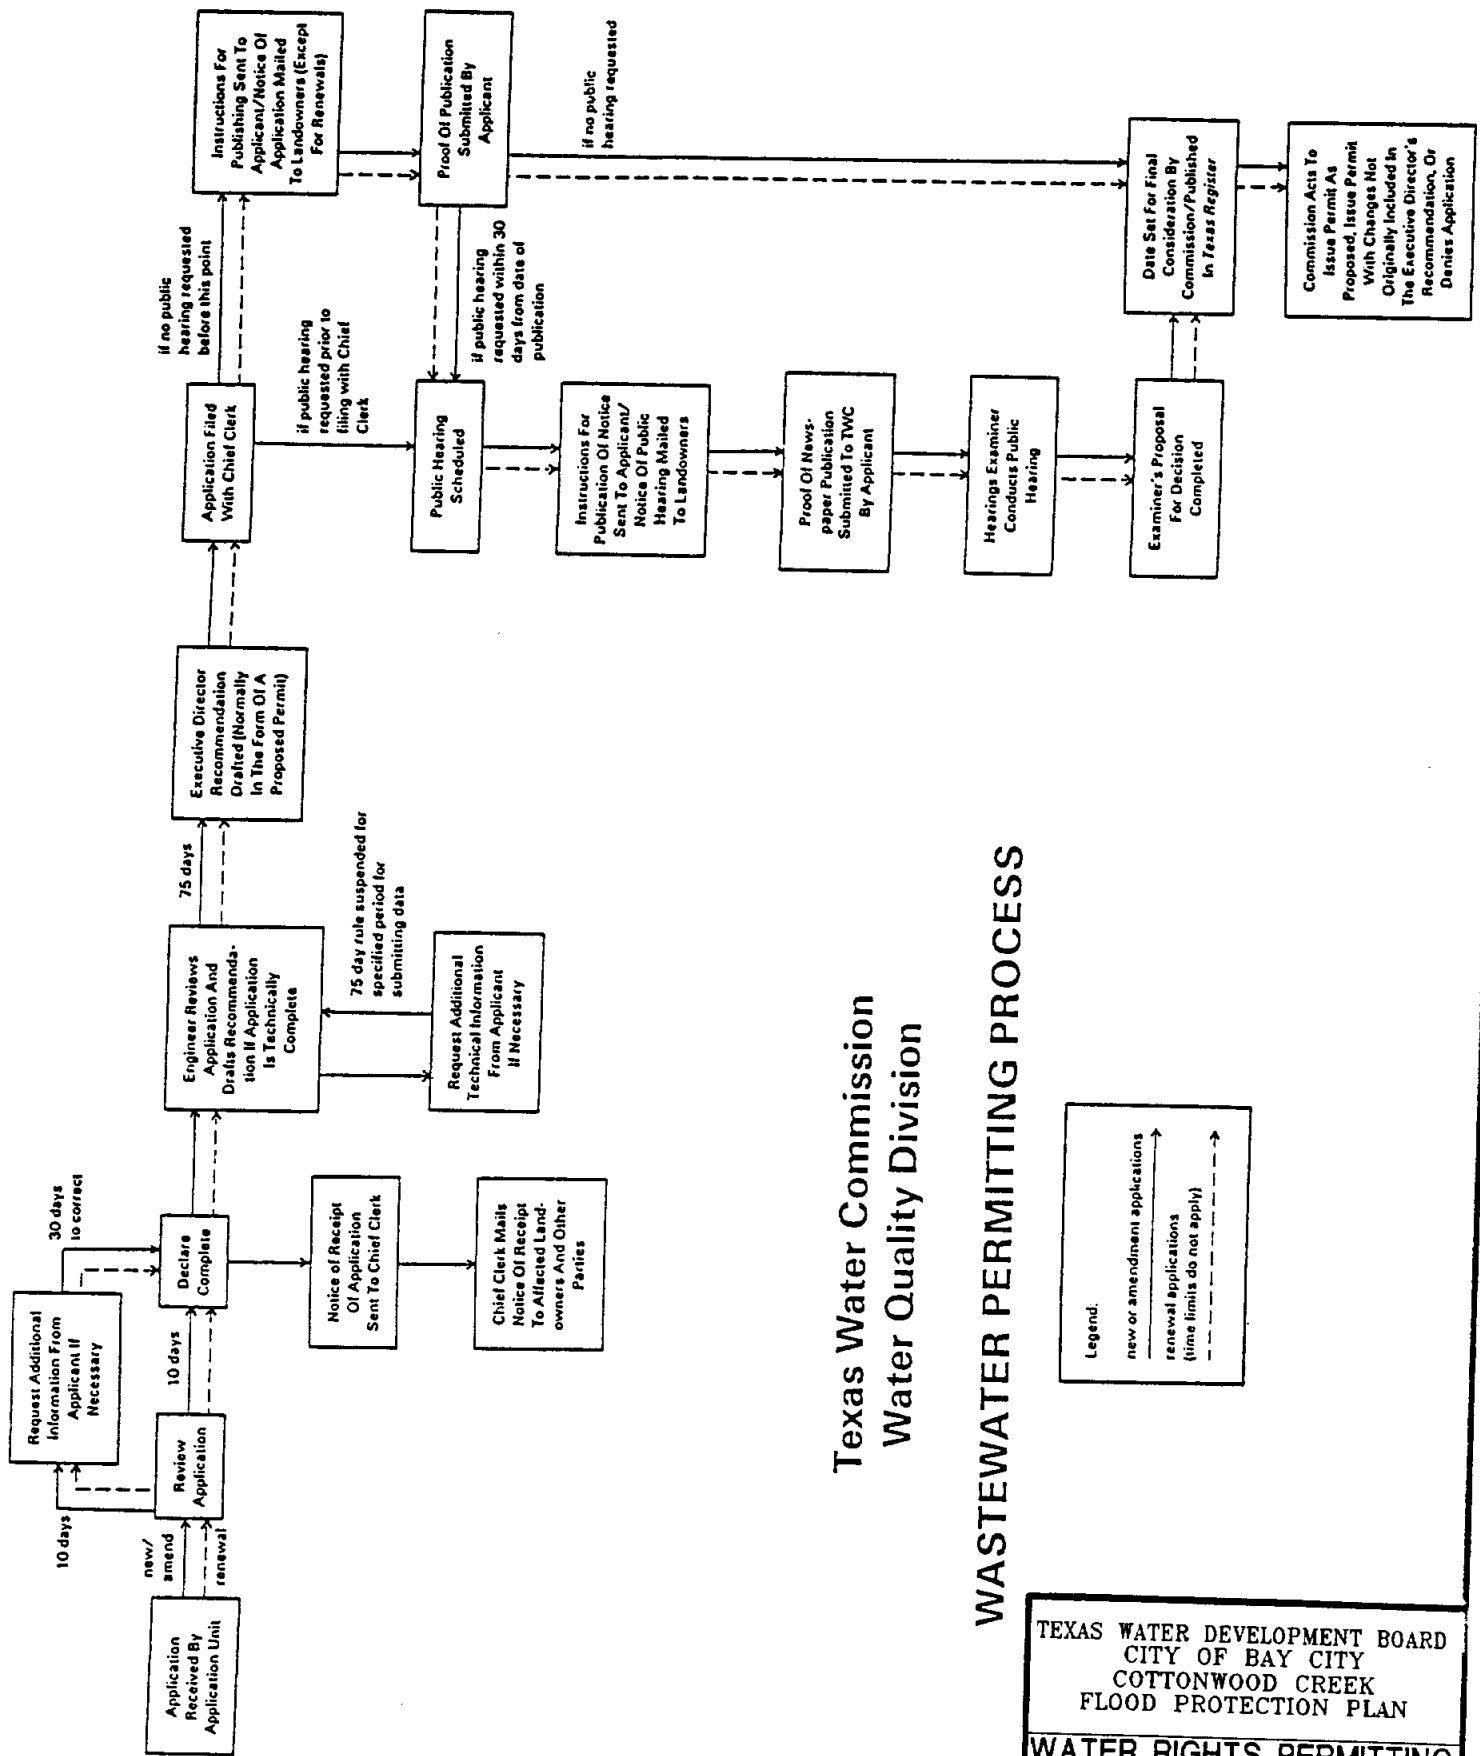 Application
Received By
Application Unit
new/
amend
renewal
10 days
Review
Application
Request Additional
Information From
Applicant If
Necessary
10 days
30 days
to correct
Declare
Complete
Notice of Receipt
Of Application
Sent To Chief Clerk
Chief Clerk Mails
Notice Of Receipt
To Affected Land-
owners And Other
Parties
Engineer Reviews
Application And
Drafts Recommenda-
tion If Application
Is Technically
Complete
Request Additional
Technical Information
From Applicant
If Necessary
75 day rule suspended for
specified period for
submitting data
75 days
Executive Director
Recommendation
Drafted (Normally
In The Form Of A
Proposed Permit)
Application Filed
With Chief Clerk
if no public
hearing requested
before this point
Instructions For
Publishing Sent To
Applicant/Notice Of
Application Mailed
To Landowners (Except
For Renewals)
if public hearing
requested prior to
filing with Chief
Clerk
Proof Of Publication
Submitted By
Applicant
if public hearing
requested within 30
days from date of
publication
if no public
hearing requested
Public Hearing
Scheduled
Instructions For
Publication Of Notice
Sent To Applicant/
Notice Of Public
Hearing Mailed
To Landowners
Proof Of News-
paper Publication
Submitted To TWC
By Applicant
Hearings Examiner
Conducts Public
Hearing
Examiner's Proposal
For Decision
Completed
Date Set For Final
Consideration By
Commission/Published
In Texas Register
Commission Acts To
Issue Permit As
Proposed, Issue Permit
With Changes Not
Originally Included In
The Executive Director's
Recommendation, Or
Denies Application
Texas Water Commission
Water Quality Division
WASTEWATER PERMITTING PROCESS
Legend:
new or amendment applications
renewal applications
(time limits do not apply)
TEXAS WATER DEVELOPMENT BOARD
CITY OF BAY CITY
COTTONWOOD CREEK
FLOOD PROTECTION PLAN
WATER RIGHTS PERMITTING